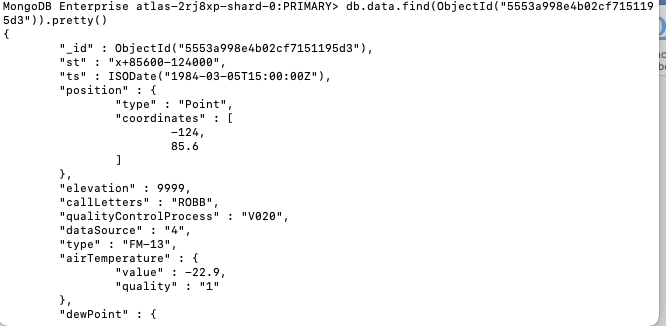 MongoDB Enterprise atlas-2rj8xp-shard-0:PRIMARY> db.data.find(ObjectId("5553a998e4b02cf715119
5d3")).pretty()
{
"_id" : ObjectId("5553a998e4b02cf7151195d3"),
"st" : "x+85600-124000",
"ts" : ISODate("1984-03-05T15:00:00Z"),
"position" : {
"type" : "Point",
"coordinates" : [
-124,
85.6
]
},
"elevation" : 9999,
"callLetters" : "ROBB",
"qualityControlProcess" : "V020",
"dataSource" : "4",
"type" : "FM-13",
"airTemperature" : {
"value" : -22.9,
"quality" : "1"
},
"dewPoint" : {